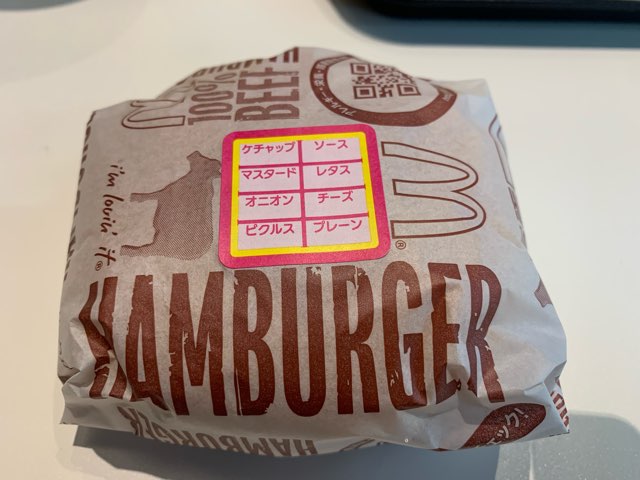 100%
BEEF
ケチャップ ソース
マスタード レタス
オニオン チーズ
ピクルス プレーン
i'm lovin' it®
HAMBURGER
HAMBURGER